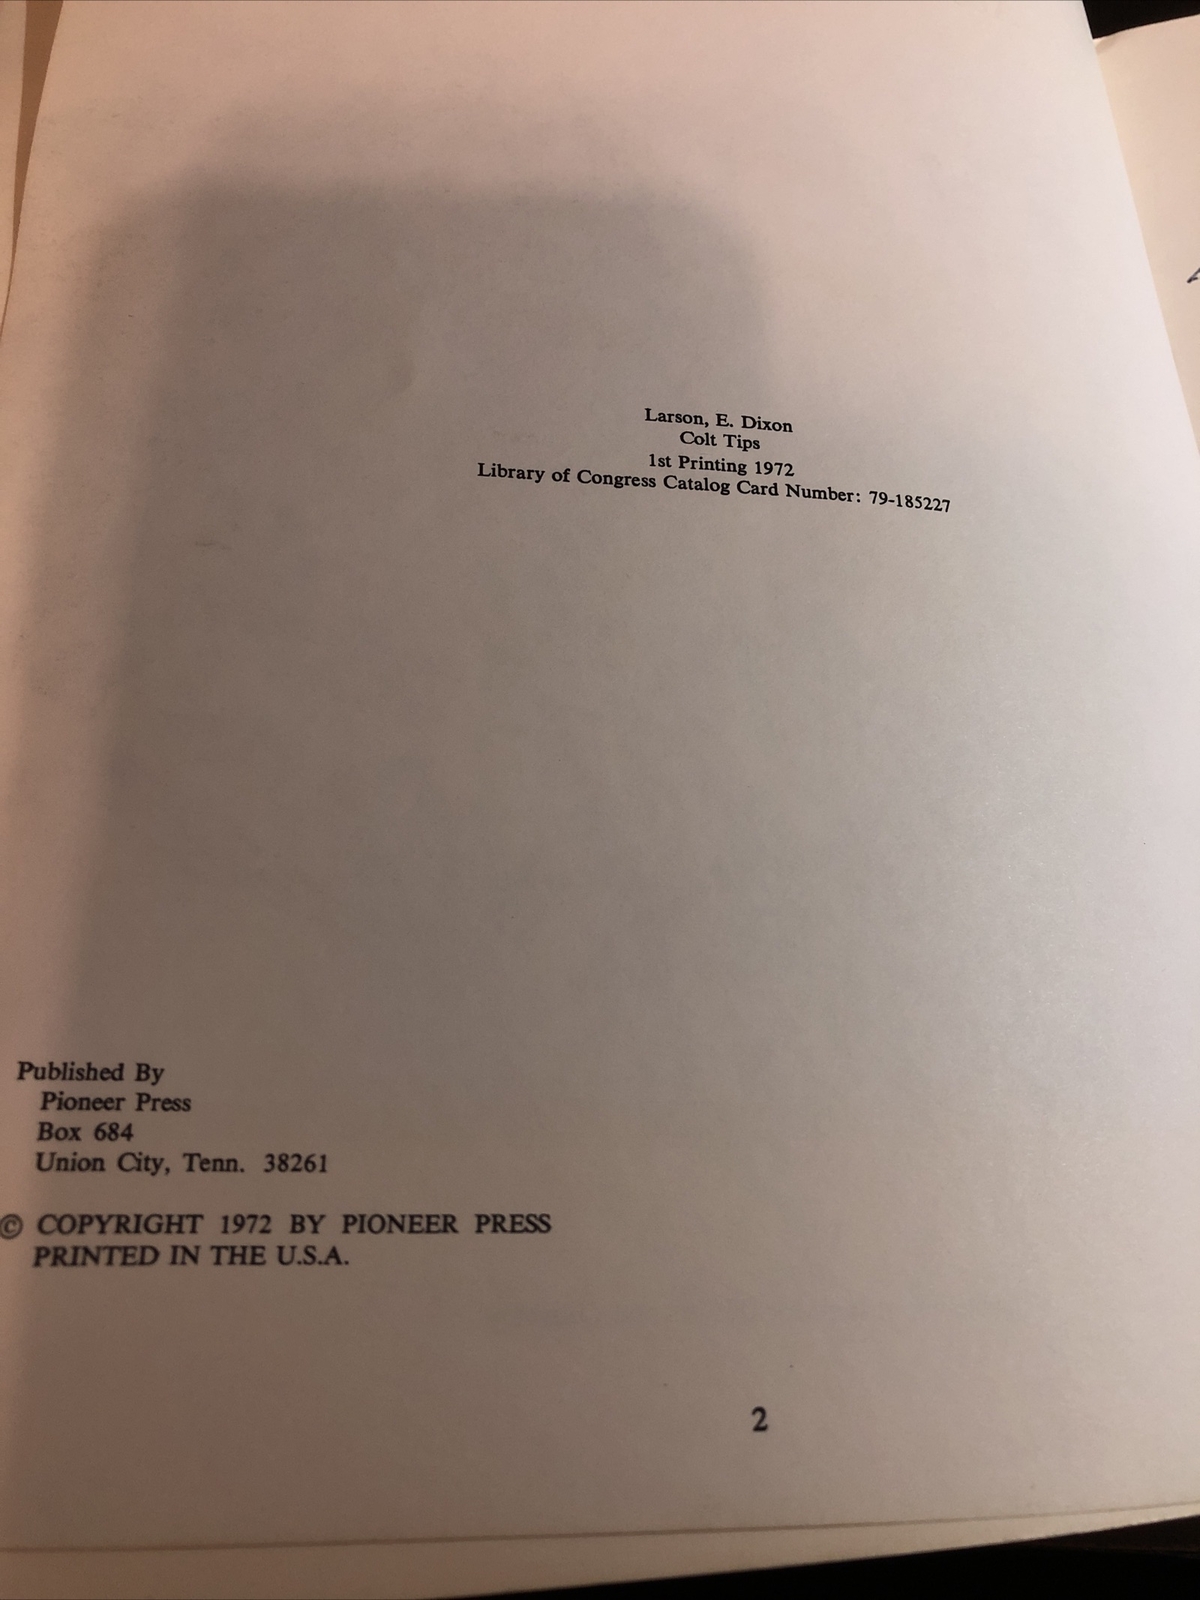 Larson, E. Dixon
Colt Tips
1st Printing 1972
Library of Congress Catalog Card Number: 79-185227
Published By
Pioneer Press
Box 684
Union City, Tenn. 38261
© COPYRIGHT 1972 BY PIONEER PRESS
PRINTED IN THE U.S.A.
2